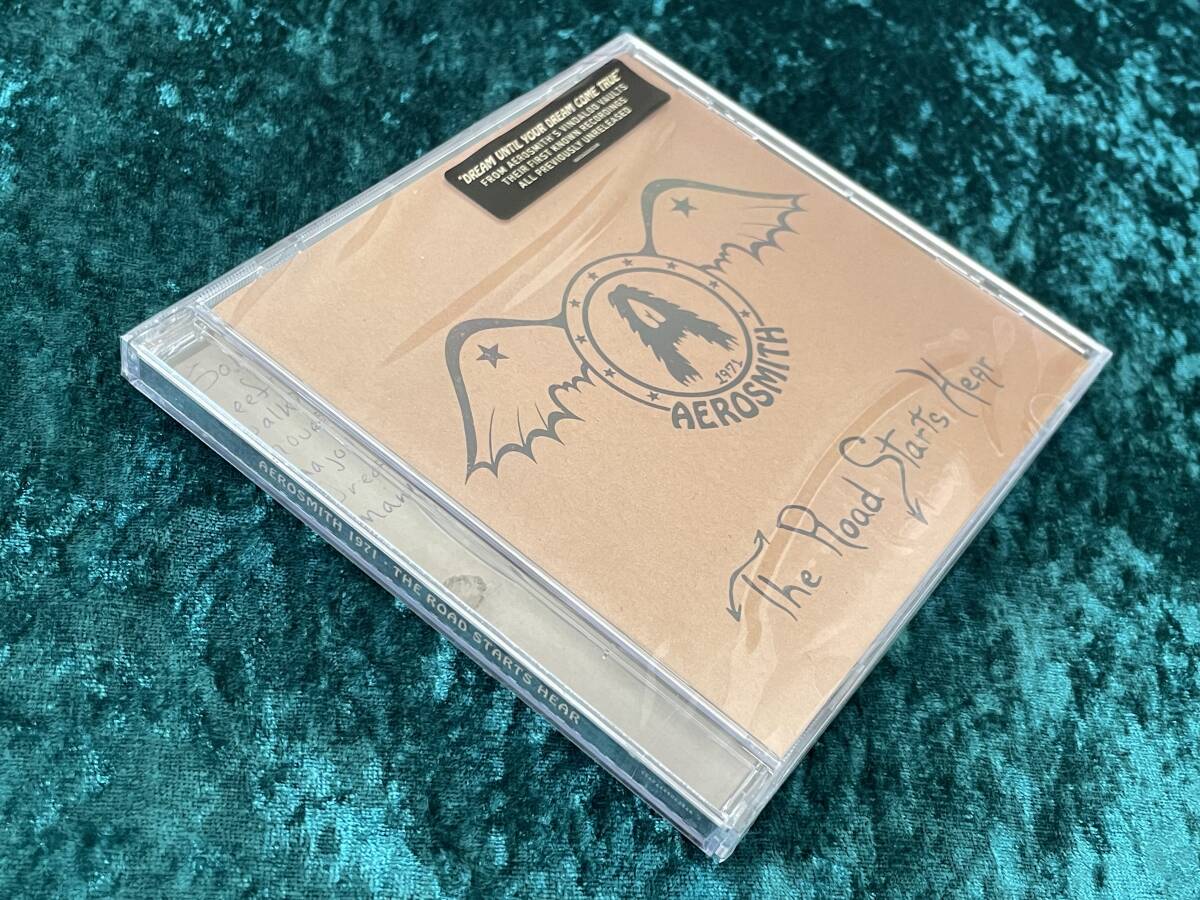 "DREAM UNTIL YOUR DREAM COME TRUE"
FROM AEROSMITH'S VINDALOO VAULTS
THEIR FIRST KNOWN RECORDINGS
ALL PREVIOUSLY UNRELEASED
A
1971
AEROSMITH
The Road Starts Hear
AEROSMITH 1971 · THE ROAD STARTS HEAR